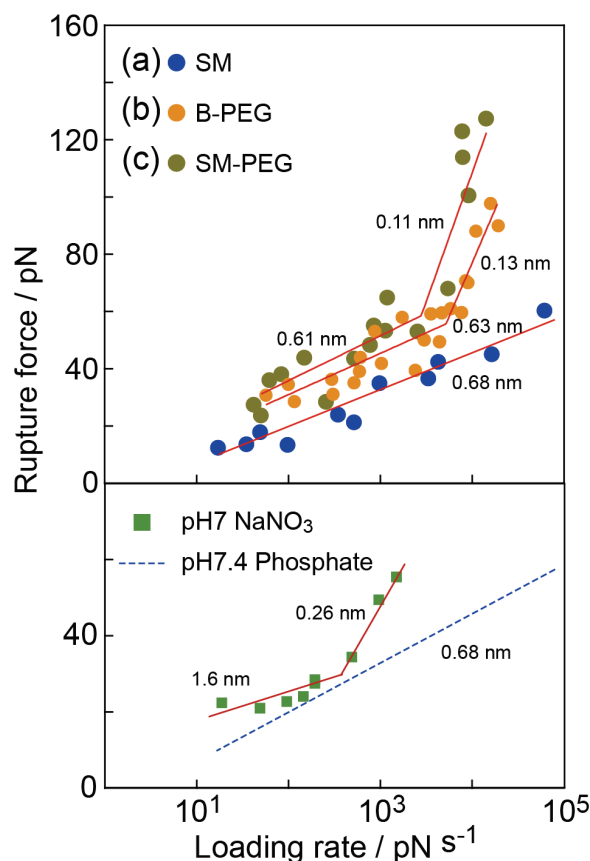 160
120
80
40
0
Rupture force / pN
(a) SM
(b) B-PEG
(c) SM-PEG
0.11 nm
0.13 nm
0.61 nm
0.63 nm
0.68 nm
pH7 NaNO₃
pH7.4 Phosphate
0.26 nm
1.6 nm
0.68 nm
40
0
10¹ 10³ 10⁵
Loading rate / pN s⁻¹